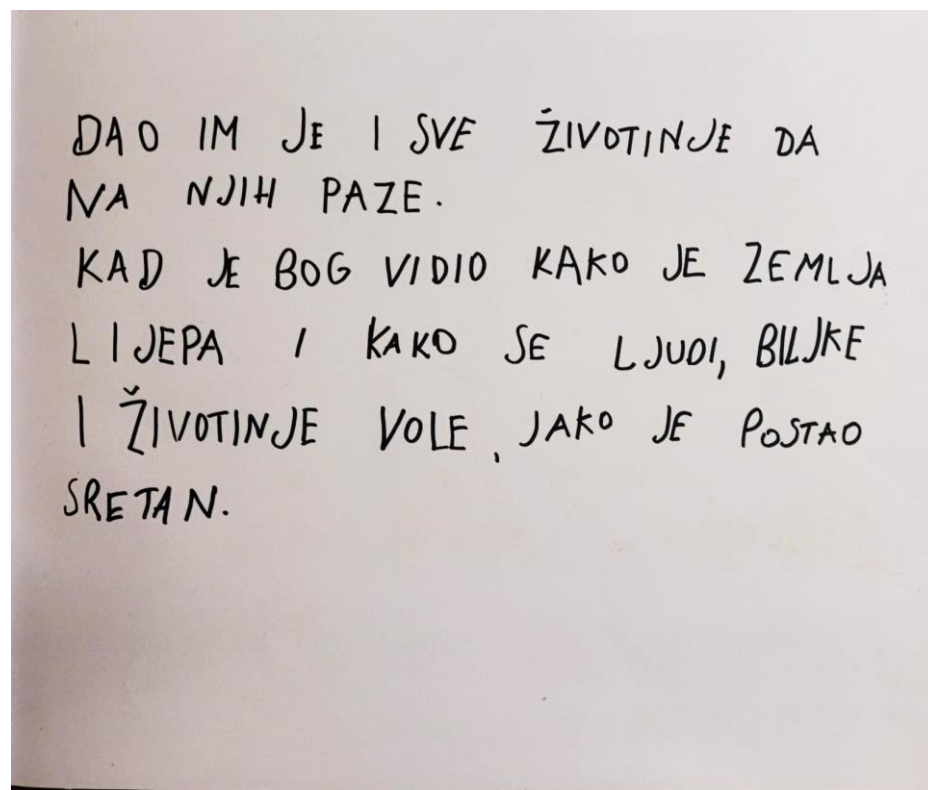 DAO IM JE I SVE ŽIVOTINJE DA
NA NJIH PAZE.
KAD JE BOG VIDIO KAKO JE ZEMLJA
LIJEPA I KAKO SE LJUDI, BILJKE
I ŽIVOTINJE VOLE, JAKO JE POSTAO
SRETAN.